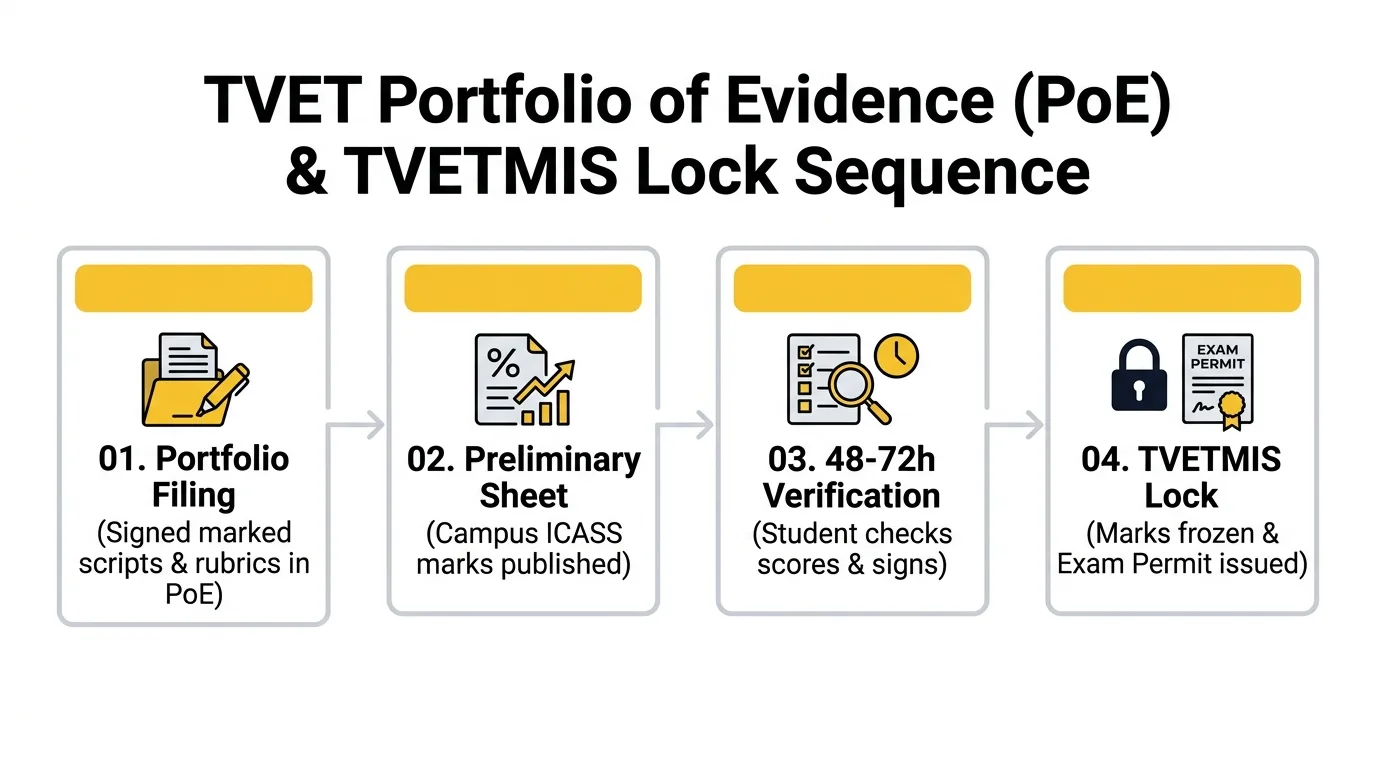 TVET Portfolio of Evidence (PoE)
& TVETMIS Lock Sequence
01. Portfolio
Filing
(Signed marked
scripts & rubrics in
PoE)
%
02. Preliminary
Sheet
(Campus ICASS
marks published)
03. 48-72h
Verification
(Student checks
scores & signs)
EXAM
PERMIT
04. TVETMIS
Lock
(Marks frozen &
Exam Permit issued)